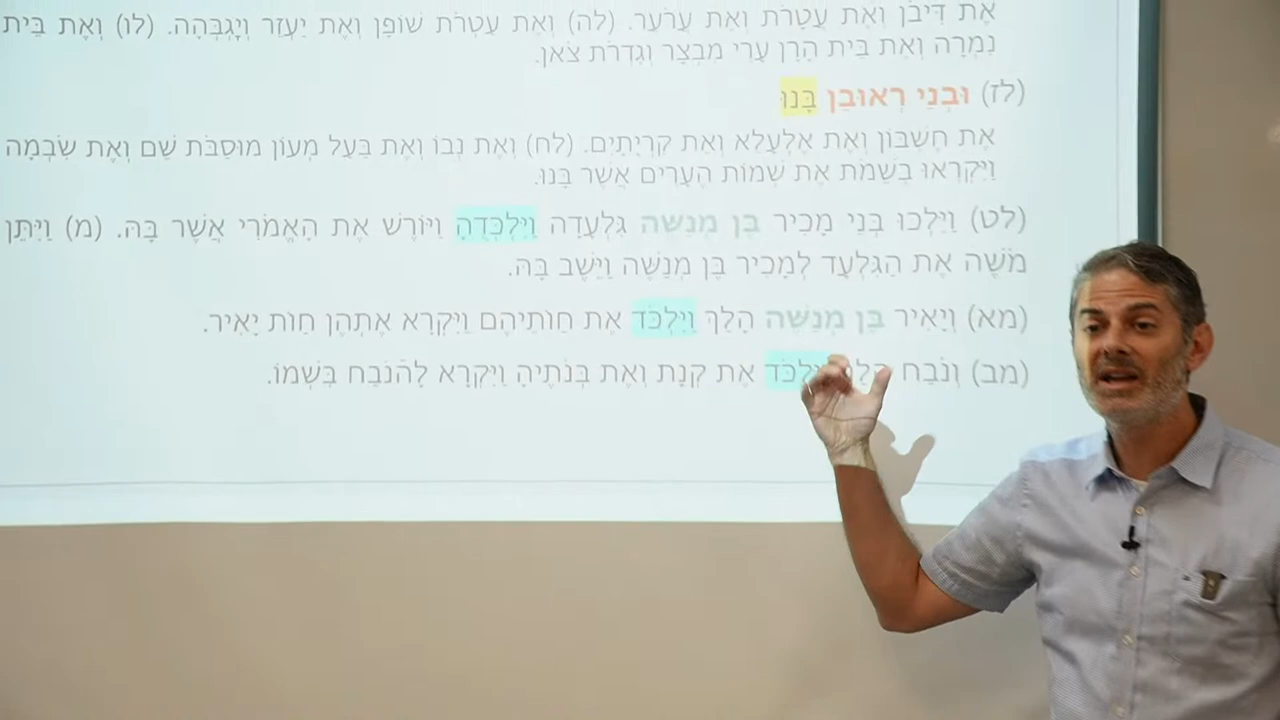 אֶת דִּיבֹן וְאֶת עֲטָרֹת וְאֵת עֲרֹעֵר. (לה) וְאֶת עַטְרֹת שׁוֹפָן וְאֶת יַעְזֵר וְיָגְבֳּהָה. (לו) וְאֶת בֵּית
נִמְרָה וְאֶת בֵּית הָרָן עָרֵי מִבְצָר וְגִדְרֹת צֹאן.
(לז) וּבְנֵי רְאוּבֵן בָּנוּ
אֶת חֶשְׁבּוֹן וְאֶת אֶלְעָלֵא וְאֵת קִרְיָתָיִם. (לח) וְאֶת נְבוֹ וְאֶת בַּעַל מְעוֹן מוּסַבֹּת שֵׁם וְאֶת שִׂבְמָה
וַיִּקְרְאוּ בְשֵׁמֹת אֶת שְׁמוֹת הֶעָרִים אֲשֶׁר בָּנוּ.
(לט) וַיֵּלְכוּ בְּנֵי מָכִיר בֶּן מְנַשֶּׁה גִּלְעָדָה וַיִּלְכְּדֻהָ וַיּוֹרֶשׁ אֶת הָאֱמֹרִי אֲשֶׁר בָּהּ. (מ) וַיִּתֵּן
מֹשֶׁה אֶת הַגִּלְעָד לְמָכִיר בֶּן מְנַשֶּׁה וַיֵּשֶׁב בָּהּ.
(מא) וְיָאִיר בֶּן מְנַשֶּׁה הָלַךְ וַיִּלְכֹּד אֶת חַוֹּתֵיהֶם וַיִּקְרָא אֶתְהֶן חַוֹּת יָאִיר.
(מב) וְנֹבַח אֶת קְנָת וְאֶת בְּנֹתֶיהָ וַיִּקְרָא לָהֿ נֹבַח בִּשְׁמוֹ.